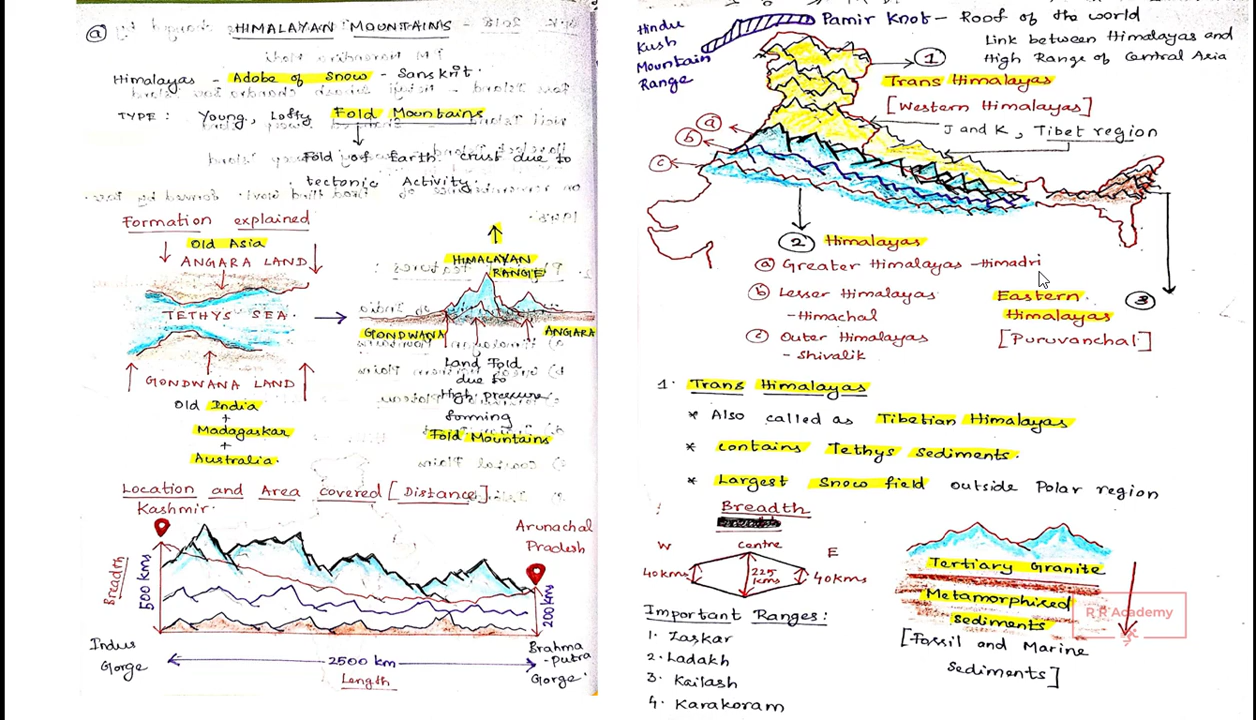 a HIMALAYAN MOUNTAINS
Himalayas - Adobe of Snow - Sanskrit.
TYPE : Young, Lofty Fold Mountains
Fold of Earth crust due to
tectonic Activity.
Formation explained
Old Asia
ANGARA LAND
TETHYS SEA.
GONDWANA LAND
Old India
+
Madagaskar
+
Australia.
HIMALAYAN
RANGE
GONDWANA
ANGARA
Land Fold
due to
High pressure
forming
Fold Mountains
Location and Area covered [Distance].
Kashmir.
Arunachal
Pradesh
Breadth
500 kms
200 kms
Indus
Gorge
2500 km
Length
Brahma
-putra
Gorge.
Hindu
Kush
Mountain
Range
Pamir Knot - Roof of the world
Link between Himalayas and
High Range of Central Asia
1
Trans Himalayas
[Western Himalayas]
J and K, Tibet region
a
b
c
2 Himalayas
a Greater Himalayas - Himadri
b Lesser Himalayas
- Himachal
c Outer Himalayas
- Shivalik
3
Eastern
Himalayas
[Puruvanchal]
1. Trans Himalayas
* Also called as Tibetian Himalayas
* contains Tethys Sediments.
* Largest Snow field outside Polar region
Breadth
W Centre E
40kms 225 kms 40kms
Important Ranges:
1. Zaskar
2. Ladakh
3. Kailash
4. Karakoram
Tertiary Granite
Metamorphised
sediments
[Fossil and Marine
Sediments]
R R Academy